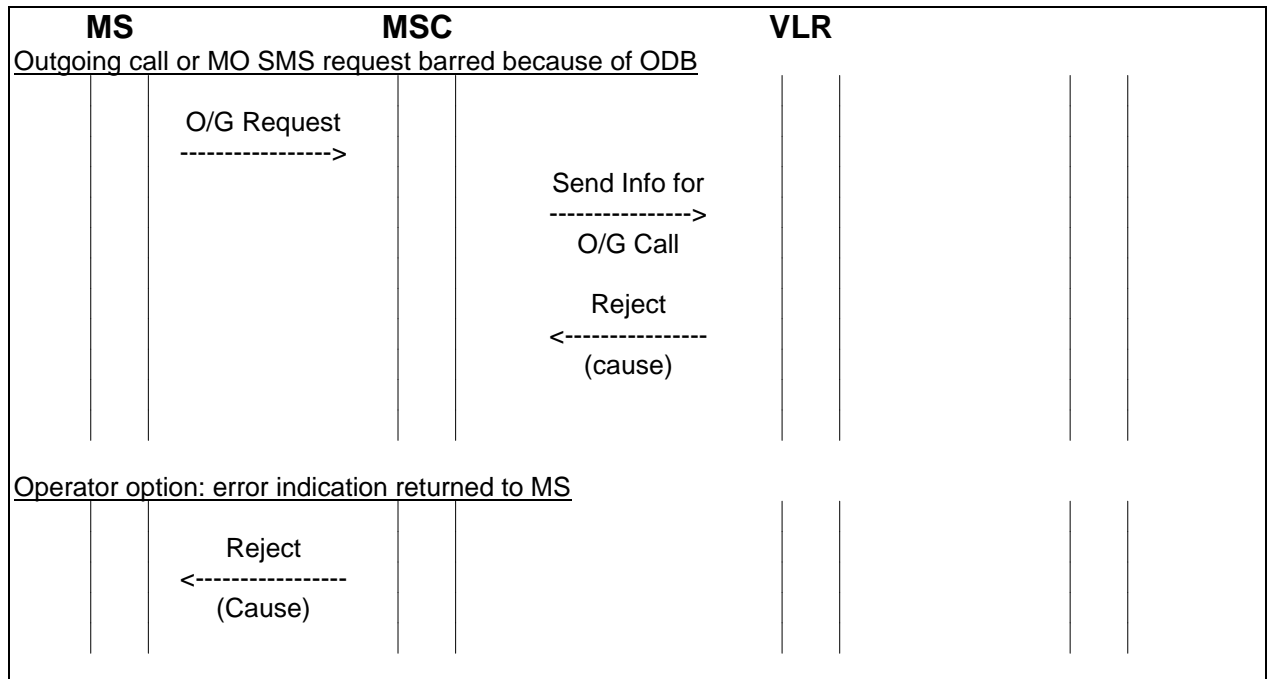 MS MSC VLR
Outgoing call or MO SMS request barred because of ODB
O/G Request
----------------->
Send Info for
---------------->
O/G Call
Reject
<----------------
(cause)
Operator option: error indication returned to MS
Reject
<-----------------
(Cause)